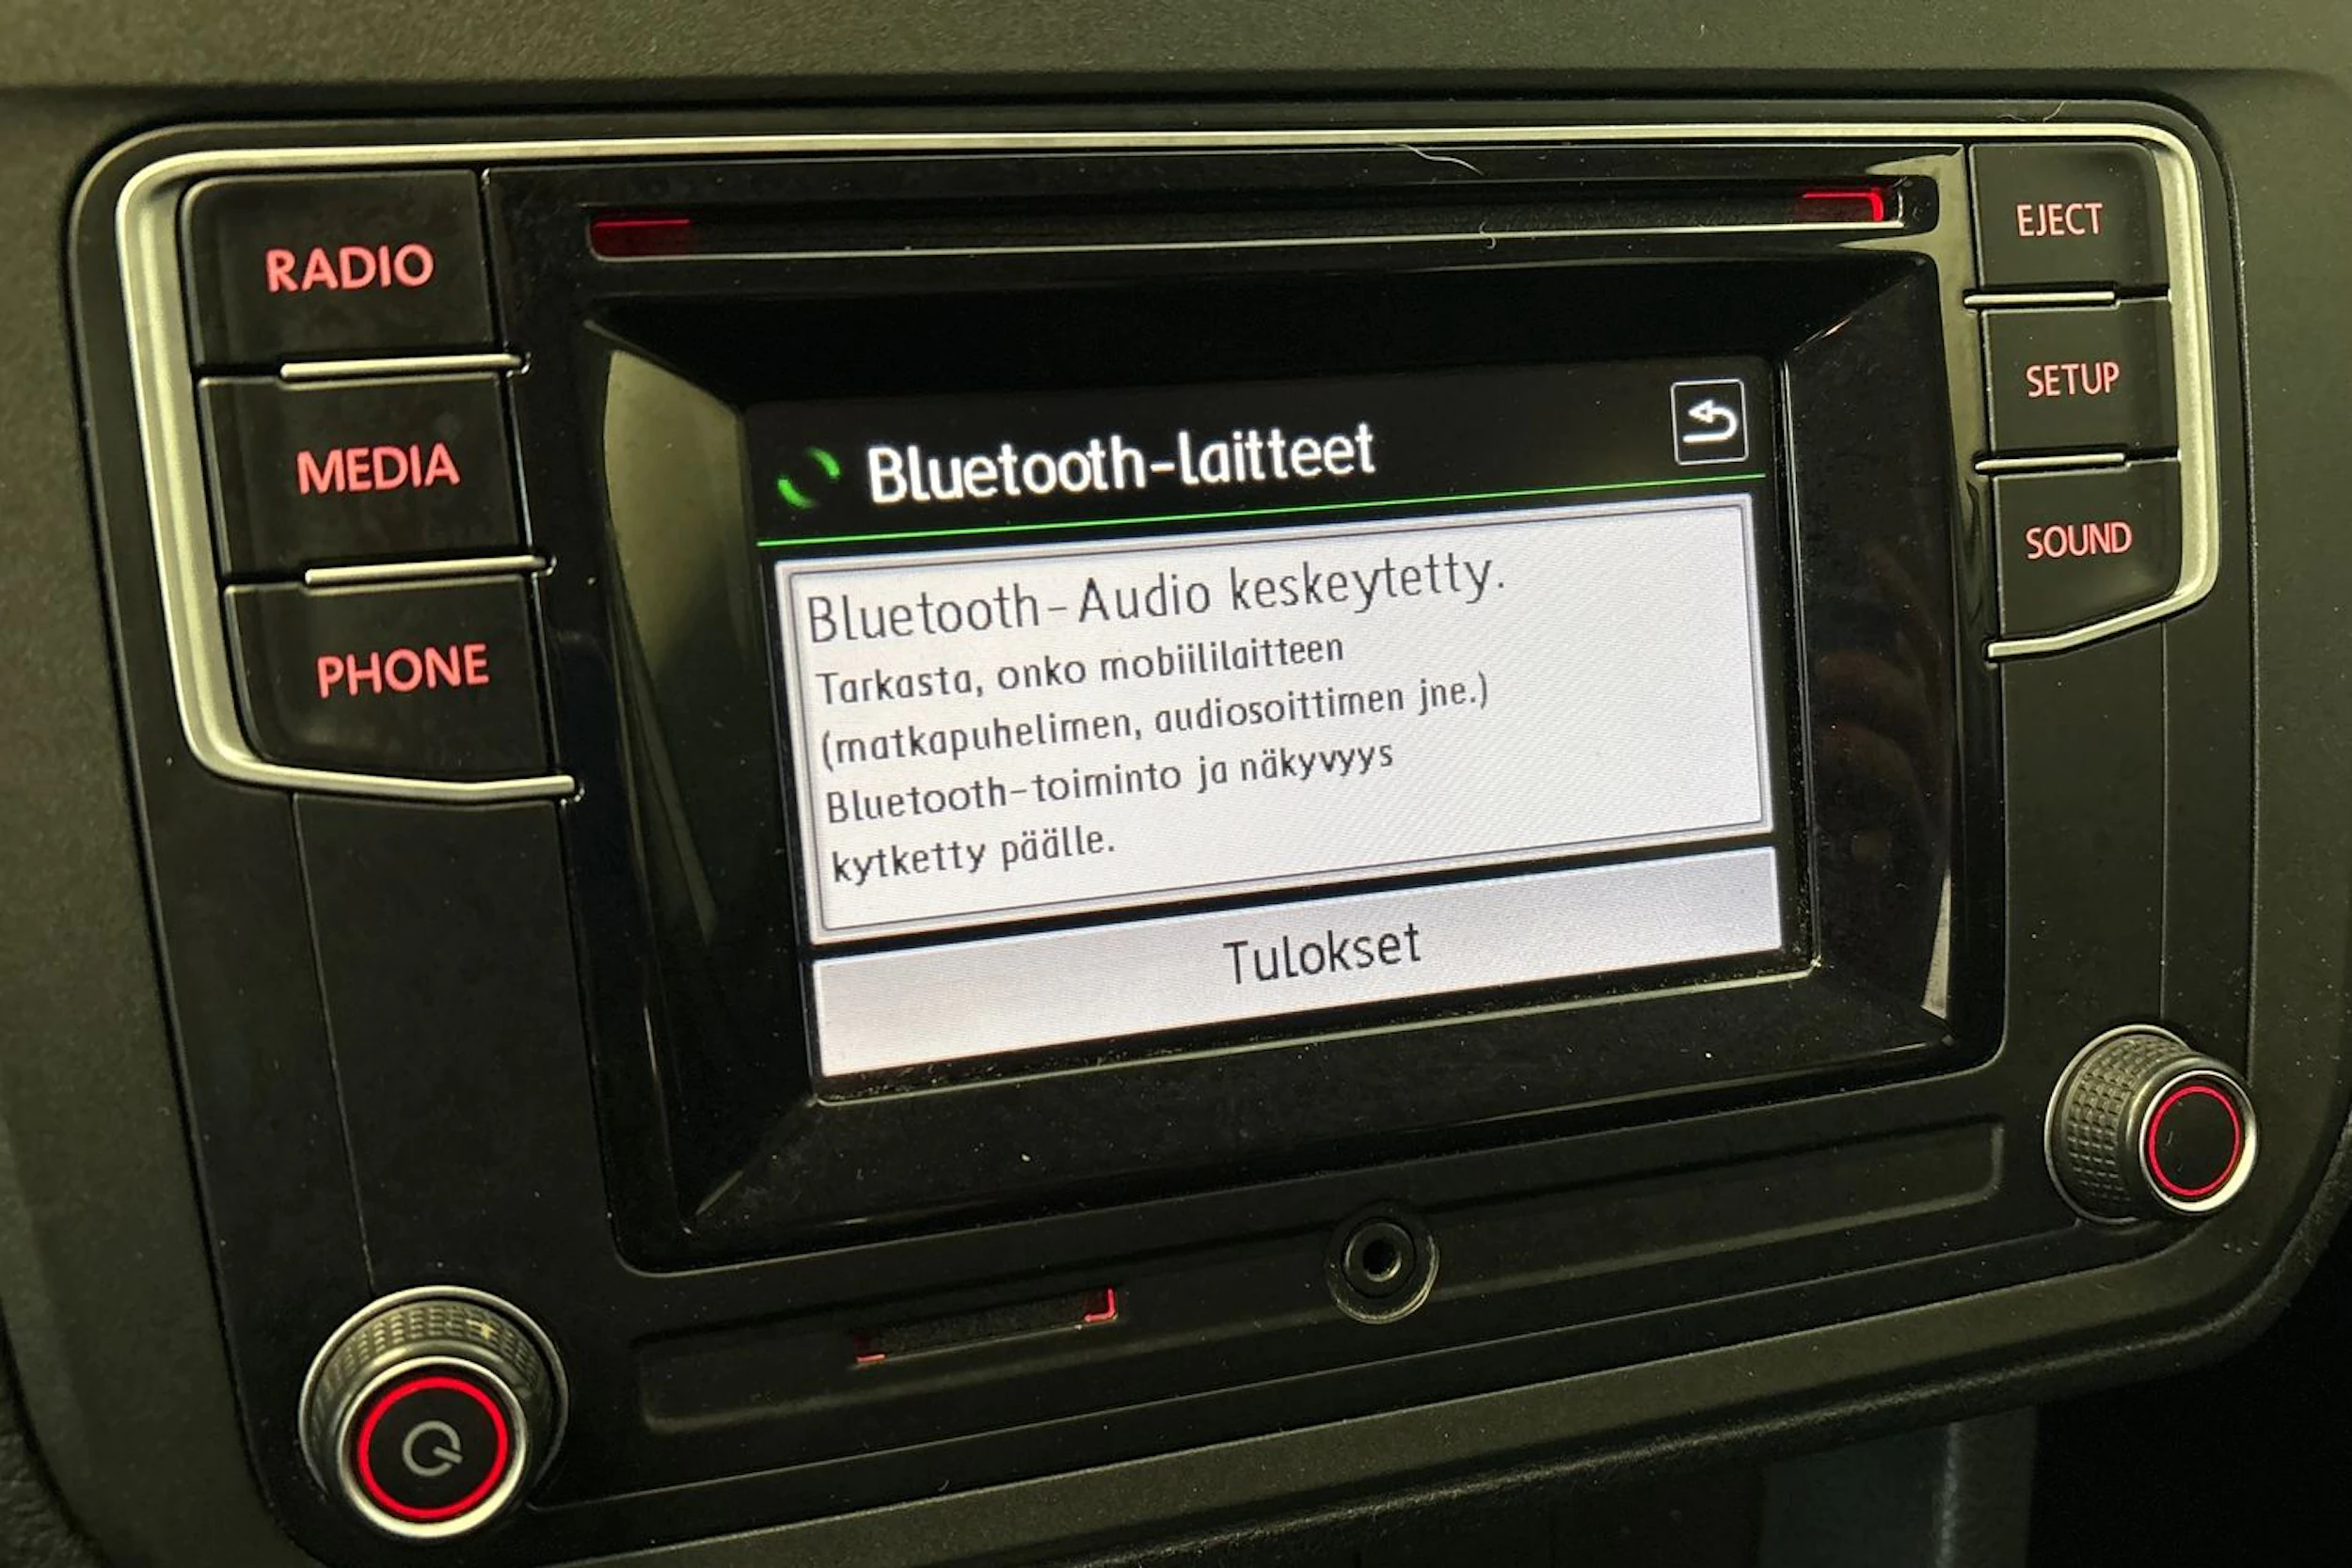 RADIO
MEDIA
PHONE
EJECT
SETUP
SOUND
Bluetooth-laitteet
Bluetooth-Audio keskeytetty.
Tarkasta, onko mobiililaitteen
(matkapuhelimen, audiosoittimen jne.)
Bluetooth-toiminto ja näkyvyys
kytketty päälle.
Tulokset